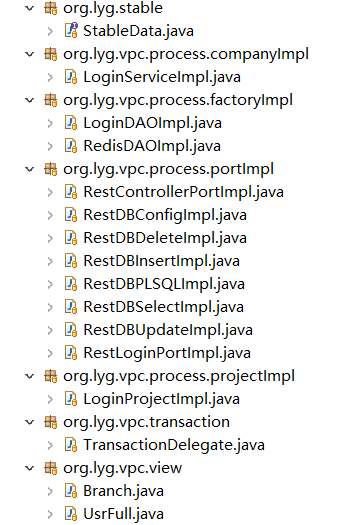 org.lyg.stable
StableData.java
org.lyg.vpc.process.companyImpl
LoginServiceImpl.java
org.lyg.vpc.process.factoryImpl
LoginDAOImpl.java
RedisDAOImpl.java
org.lyg.vpc.process.portImpl
RestControllerPortImpl.java
RestDBConfigImpl.java
RestDBDeleteImpl.java
RestDBInsertImpl.java
RestDBPLSQLImpl.java
RestDBSelectImpl.java
RestDBUpdateImpl.java
RestLoginPortImpl.java
org.lyg.vpc.process.projectImpl
LoginProjectImpl.java
org.lyg.vpc.transaction
TransactionDelegate.java
org.lyg.vpc.view
Branch.java
UsrFull.java